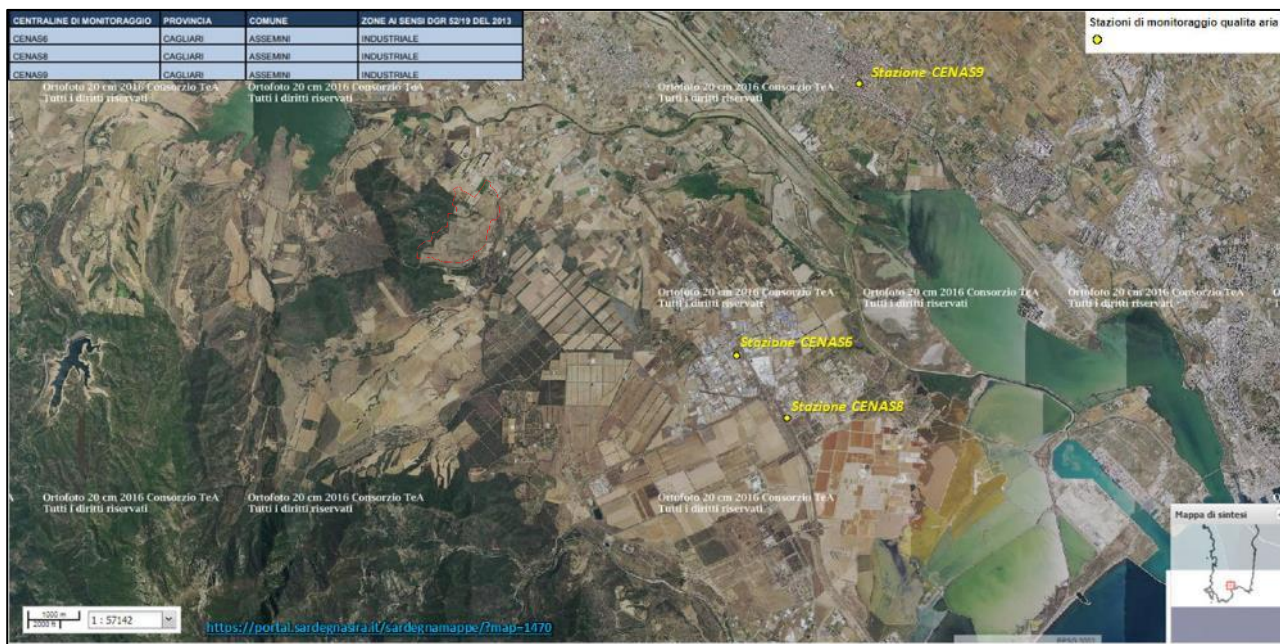 CENTRALINE DI MONITORAGGIO PROVINCIA COMUNE ZONE AI SENSI DGR 52/19 DEL 2013
CENAS6 CAGLIARI ASSEMINI INDUSTRIALE
CENAS8 CAGLIARI ASSEMINI INDUSTRIALE
CENAS9 CAGLIARI ASSEMINI INDUSTRIALE
Stazioni di monitoraggio qualita aria
Stazione CENAS9
Ortofoto 20 cm 2016 Consorzio TeA
Tutti i diritti riservati
Ortofoto 20 cm 2016 Consorzio TeA
Tutti i diritti riservati
Ortofoto 20 cm 2016 Consorzio TeA
Tutti i diritti riservati
Ortofoto 20 cm 2016 Consorzio TeA
Tutti i diritti riservati
Ortofoto 20 cm 2016 Consorzio TeA
Tutti i diritti riservati
Ortofoto 20 cm 2016 Consorzio TeA
Tutti i diritti riservati
Stazione CENAS6
Stazione CENAS8
Ortofoto 20 cm 2016 Consorzio TeA
Tutti i diritti riservati
Ortofoto 20 cm 2016 Consorzio TeA
Tutti i diritti riservati
Ortofoto 20 cm 2016 Consorzio TeA
Tutti i diritti riservati
Mappa di sintesi
1000 m
2000 ft
1 : 57142
https://portal.sardegnasira.it/sardegnamappe/?map=1470